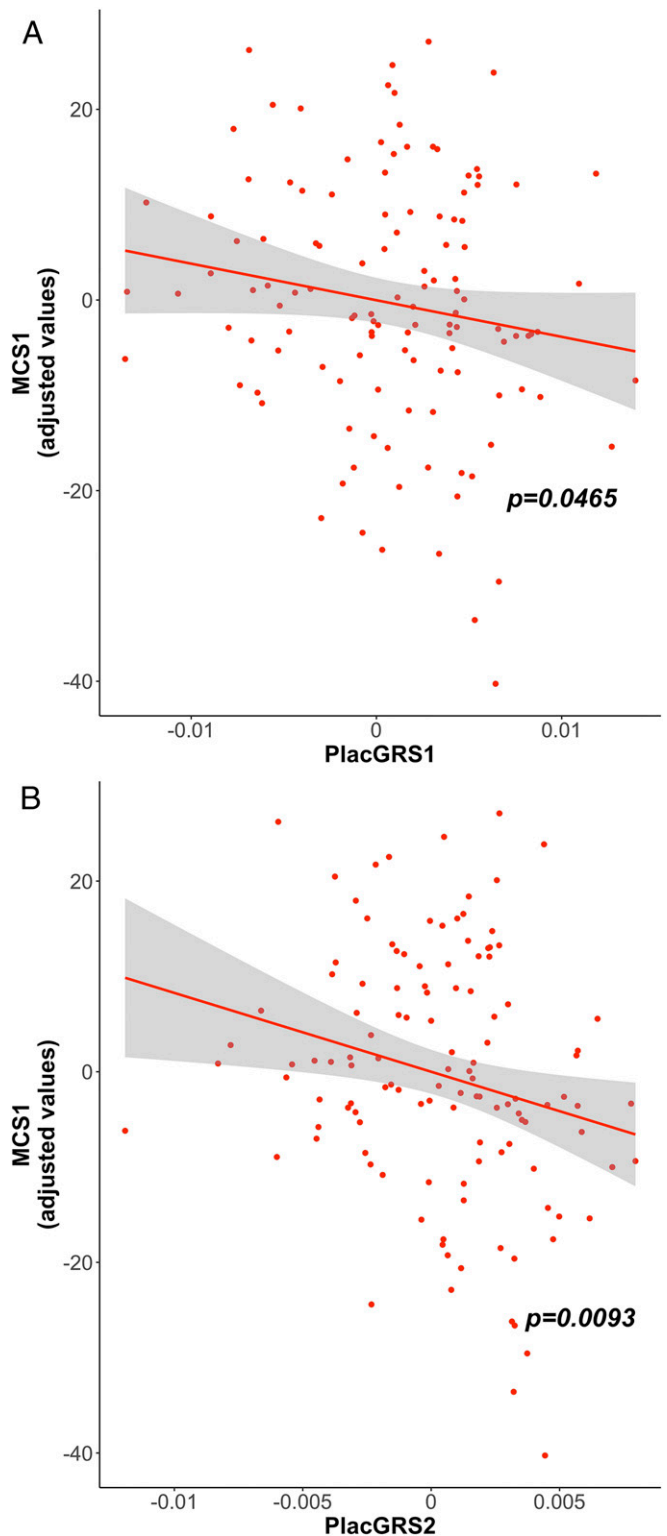 A
20
0
-20
-40
MCS1
(adjusted values)
p=0.0465
-0.01
0
0.01
PlacGRS1
B
20
0
-20
-40
MCS1
(adjusted values)
p=0.0093
-0.01
-0.005
0
0.005
PlacGRS2